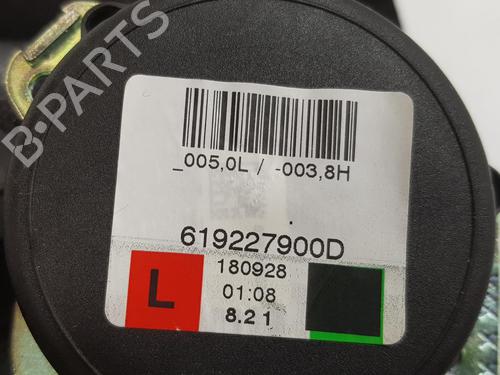 B-PARTS
_005,0L / -003,8H
619227900D
L
180928
01:08
8.2 1